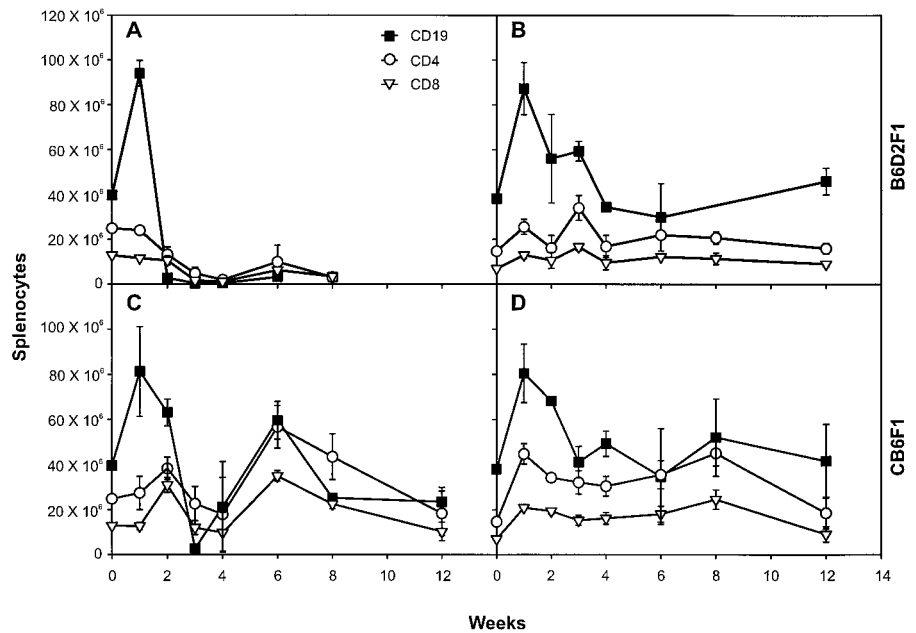 120 X 10⁶
A
B
CD19
100 X 10⁶
CD4
CD8
80 X 10⁶
60 X 10⁶
40 X 10⁶
20 X 10⁶
0
B6D2F1
Splenocytes
C
D
100 X 10⁶
80 X 10⁶
60 X 10⁶
40 X 10⁶
20 X 10⁶
0
CB6F1
0 2 4 6 8 10 12 0 2 4 6 8 10 12 14
Weeks